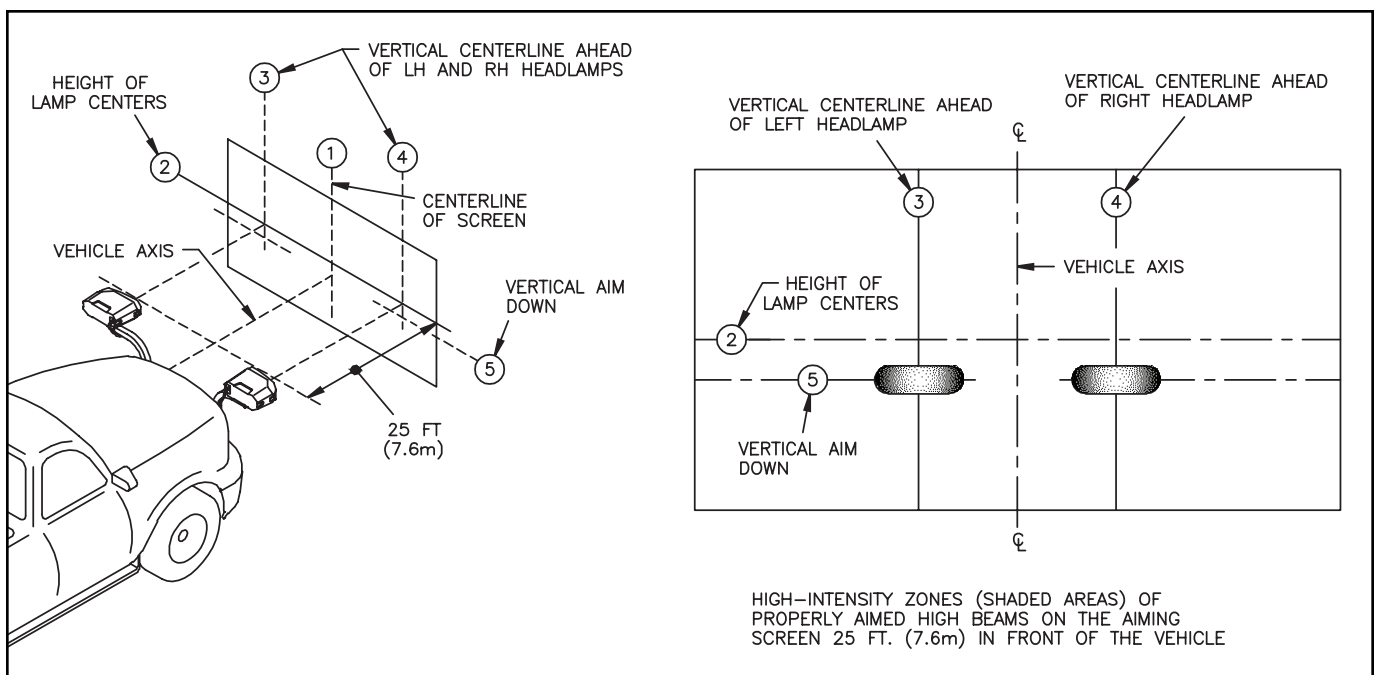 VERTICAL CENTERLINE AHEAD
OF LH AND RH HEADLAMPS
3
HEIGHT OF
LAMP CENTERS
2
1
4
CENTERLINE
OF SCREEN
VEHICLE AXIS
VERTICAL AIM
DOWN
5
25 FT
(7.6m)
VERTICAL CENTERLINE AHEAD
OF RIGHT HEADLAMP
VERTICAL CENTERLINE AHEAD
OF LEFT HEADLAMP
℄
3
4
VEHICLE AXIS
HEIGHT OF
LAMP CENTERS
2
5
VERTICAL AIM
DOWN
℄
HIGH–INTENSITY ZONES (SHADED AREAS) OF
PROPERLY AIMED HIGH BEAMS ON THE AIMING
SCREEN 25 FT. (7.6m) IN FRONT OF THE VEHICLE